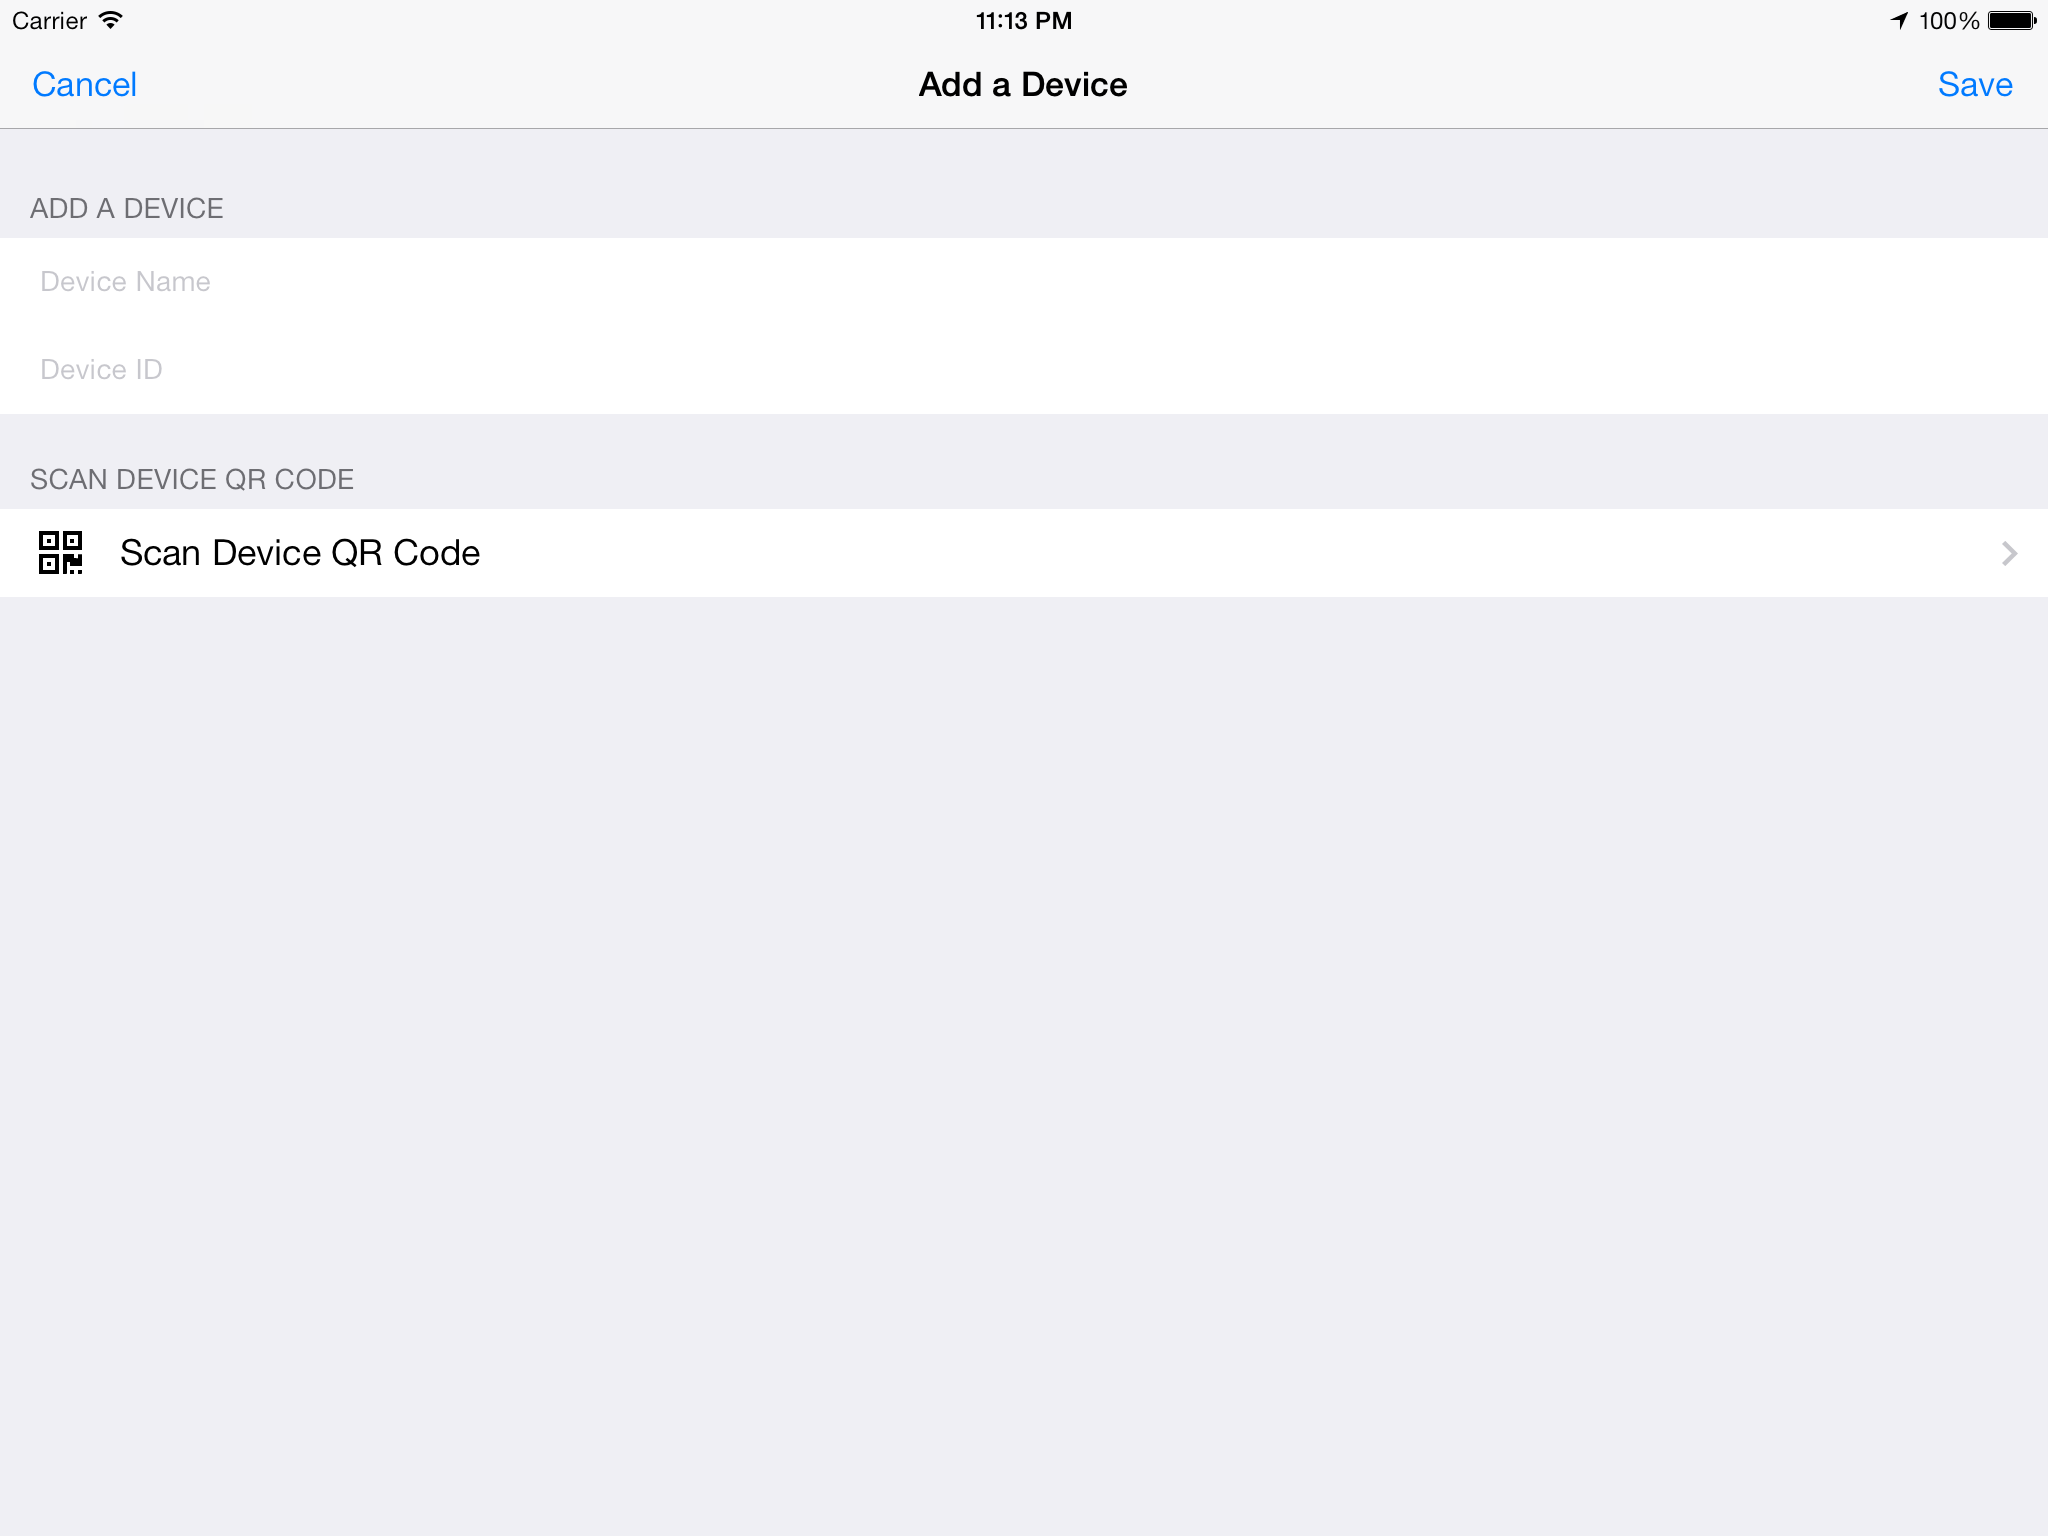 Carrier
11:13 PM
100%
Cancel
Add a Device
Save
ADD A DEVICE
Device Name
Device ID
SCAN DEVICE QR CODE
Scan Device QR Code